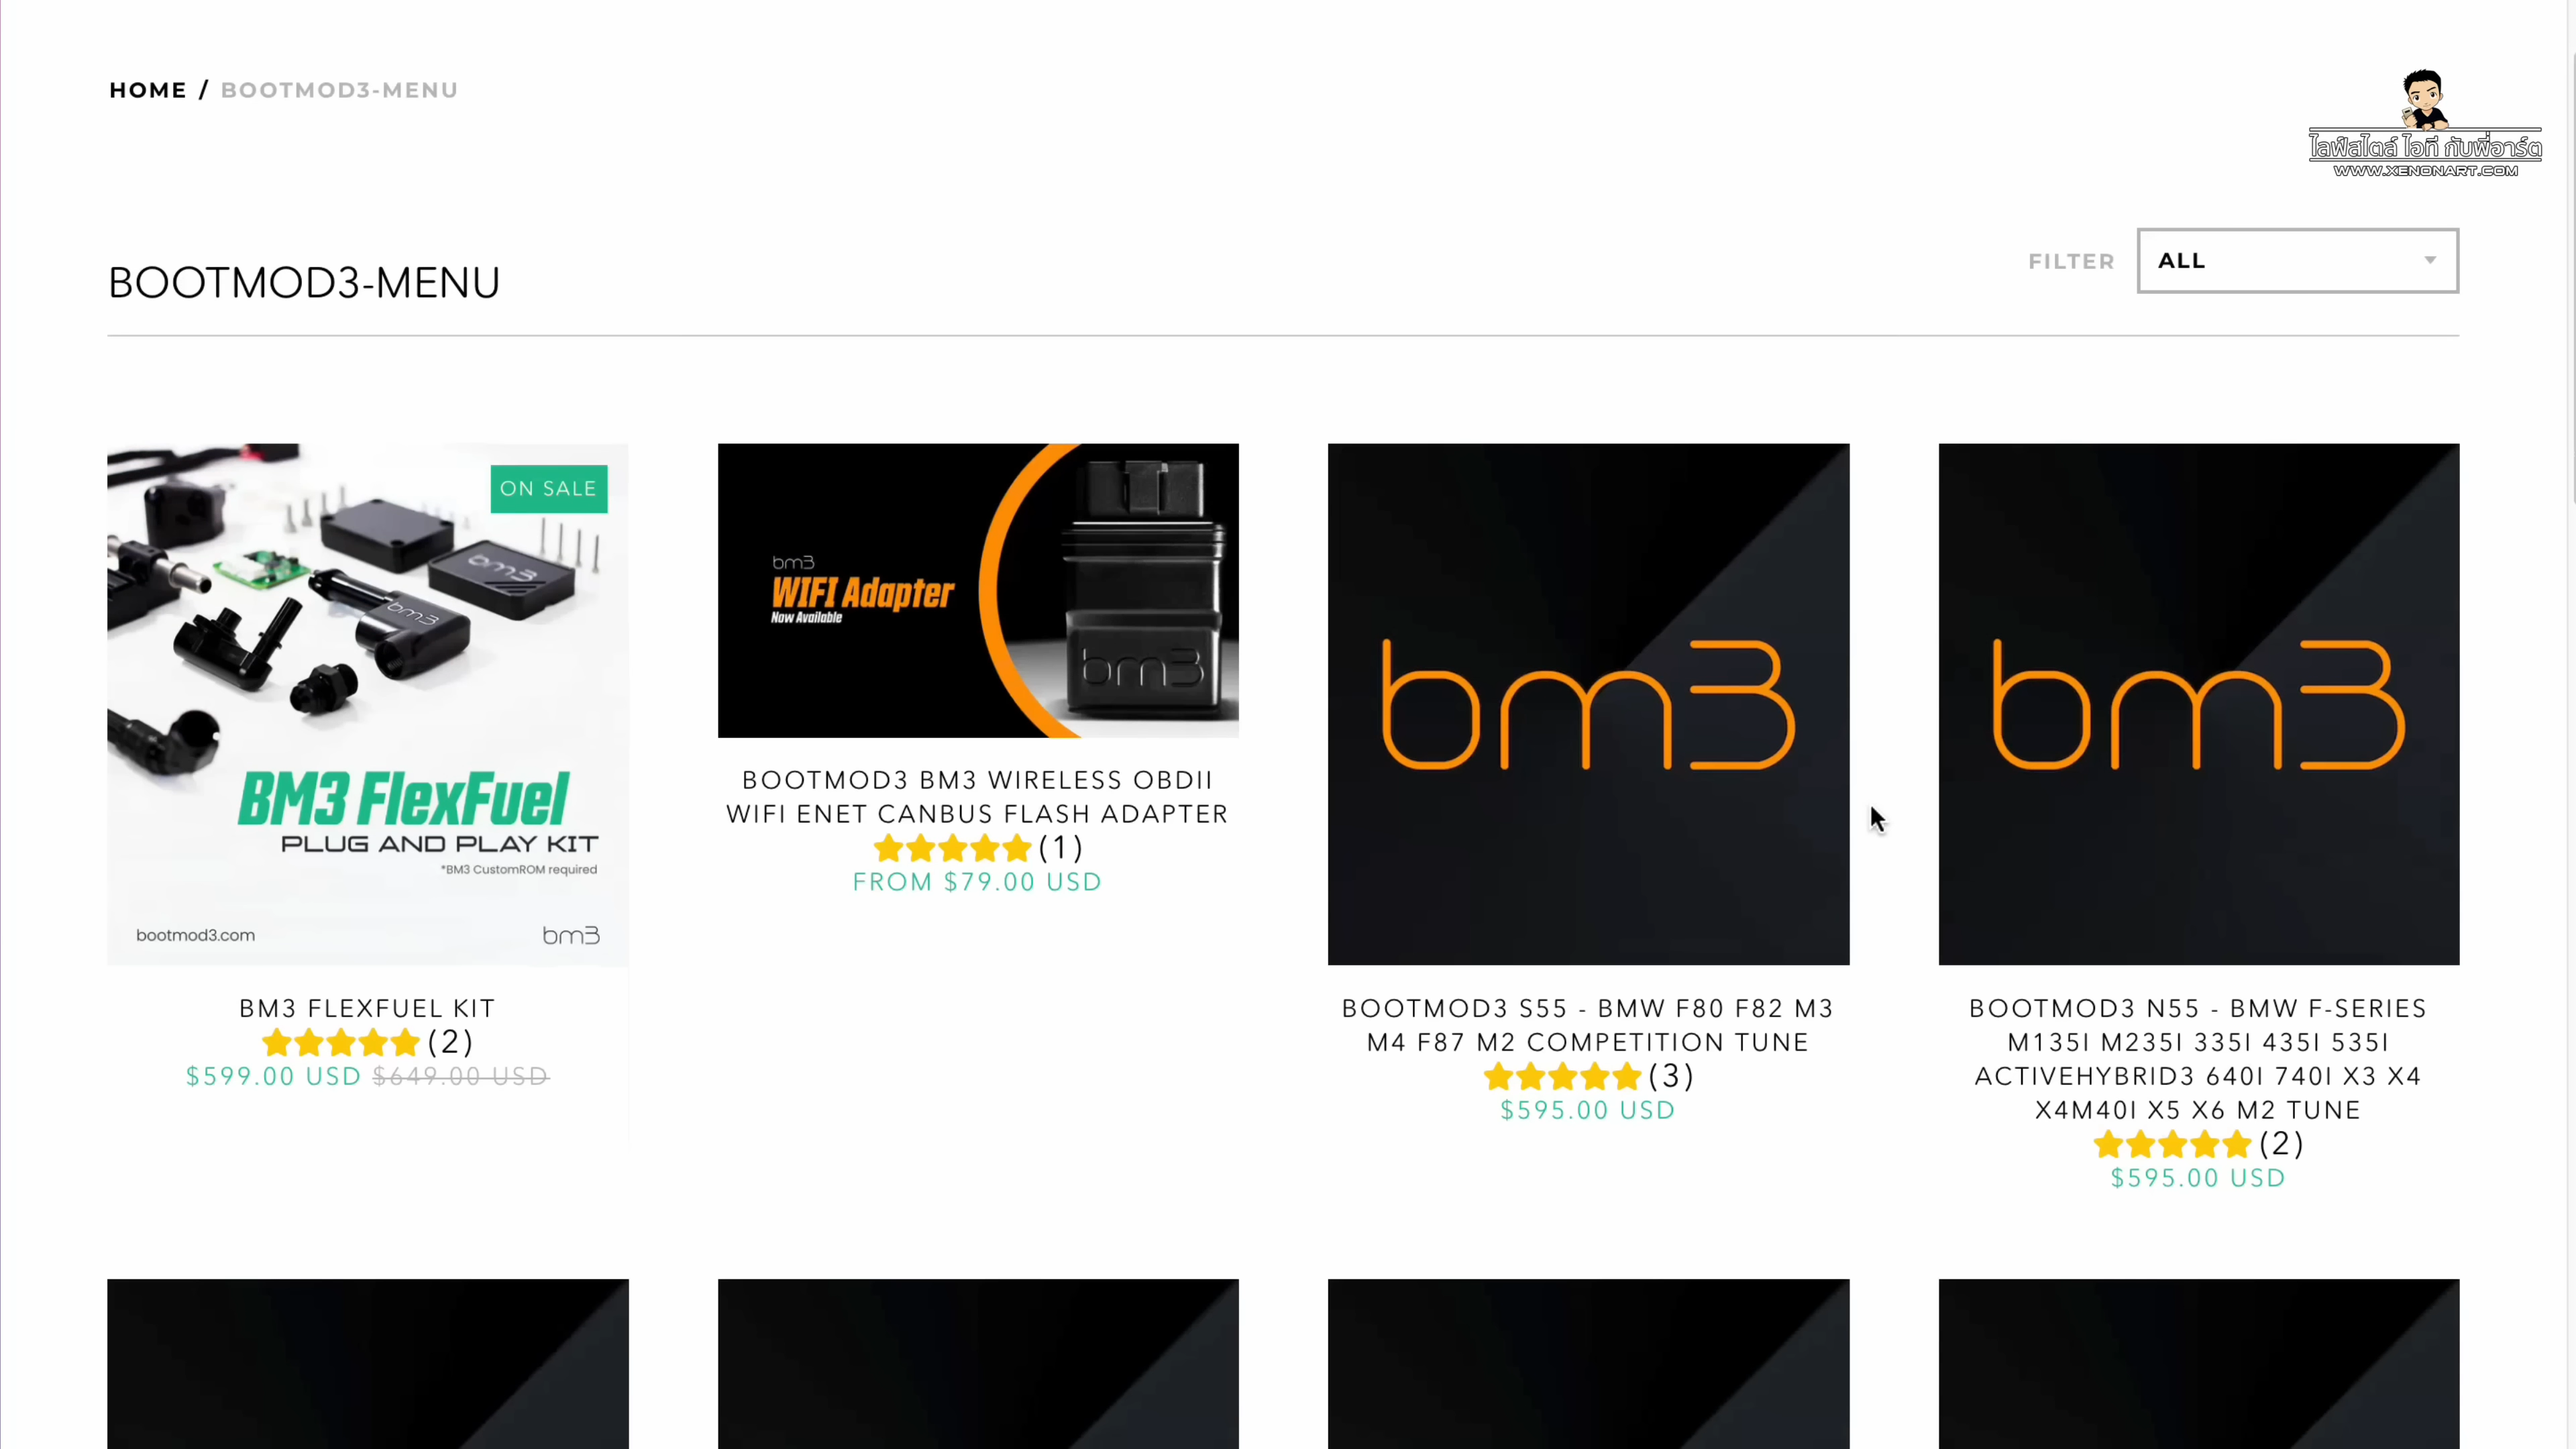 HOME / BOOTMOD3-MENU
ไลฟ์สไตล์ ไอที กับพี่อาร์ต
WWW.XENONART.COM
BOOTMOD3-MENU
FILTER ALL
ON SALE
bm3
bm3
BM3 FlexFuel
PLUG AND PLAY KIT
*BM3 CustomROM required
bootmod3.com bm3
BM3 FLEXFUEL KIT
(2)
$599.00 USD $649.00 USD
bm3
WIFI Adapter
Now Available
bm3
BOOTMOD3 BM3 WIRELESS OBDII
WIFI ENET CANBUS FLASH ADAPTER
(1)
FROM $79.00 USD
bm3
BOOTMOD3 S55 - BMW F80 F82 M3
M4 F87 M2 COMPETITION TUNE
(3)
$595.00 USD
bm3
BOOTMOD3 N55 - BMW F-SERIES
M135I M235I 335I 435I 535I
ACTIVEHYBRID3 640I 740I X3 X4
X4M40I X5 X6 M2 TUNE
(2)
$595.00 USD